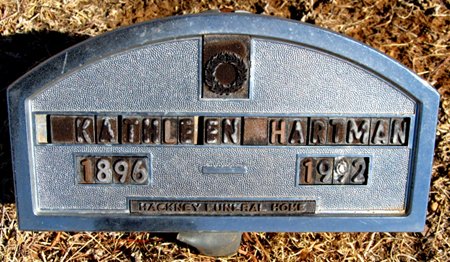 KATHLEEN HARTMAN
1896 1992
HACKNEY FUNERAL HOME